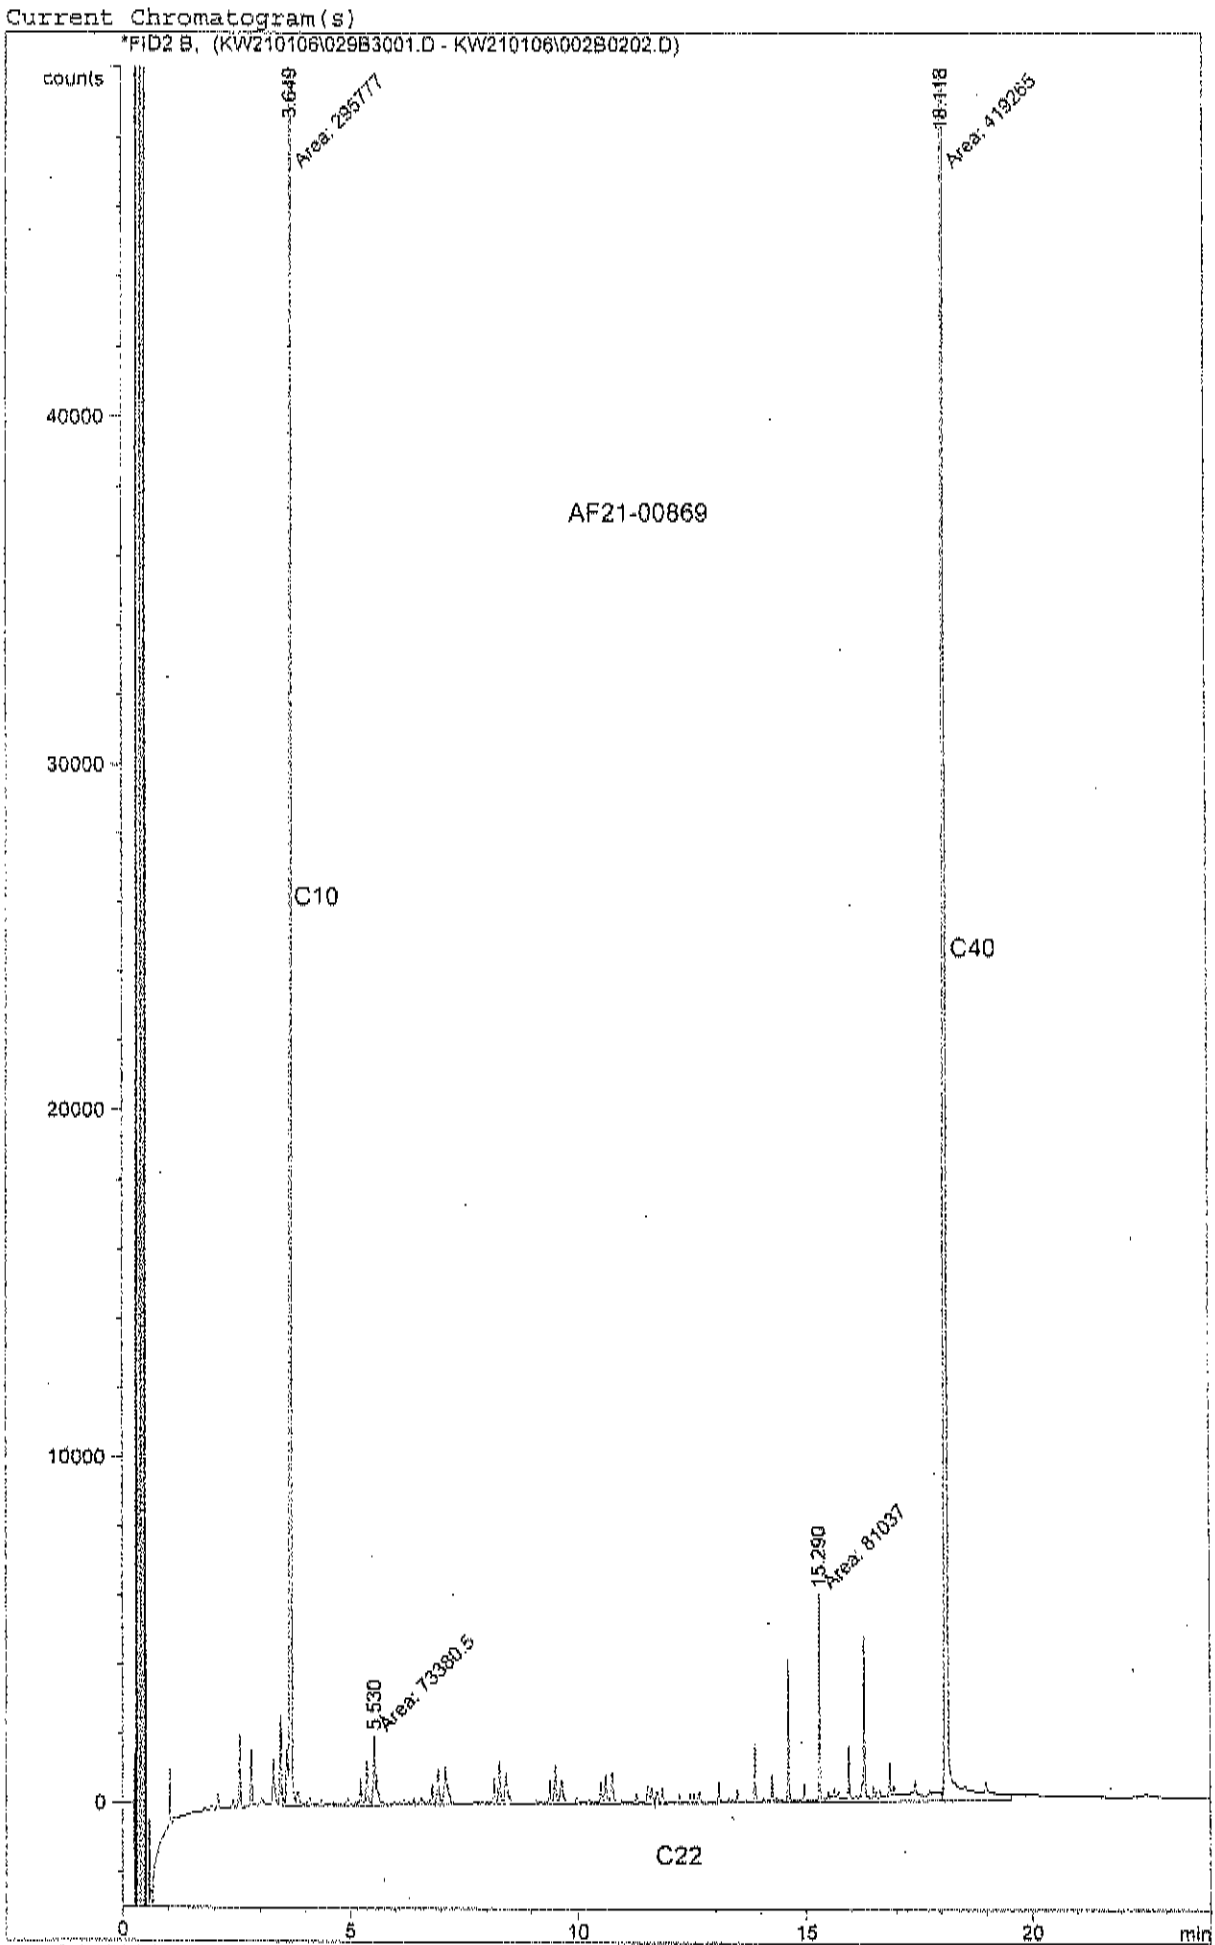 Current Chromatogram(s)
*FID2 B, (KW210106\029B3001.D - KW210106\002B0202.D)
counts
3.649
Area: 295777
18.118
Area: 419265
40000
AF21-00869
30000
C10
C40
20000
10000
15.290
Area: 81037
5.530
Area: 73380.5
0
C22
0 5 10 15 20 min